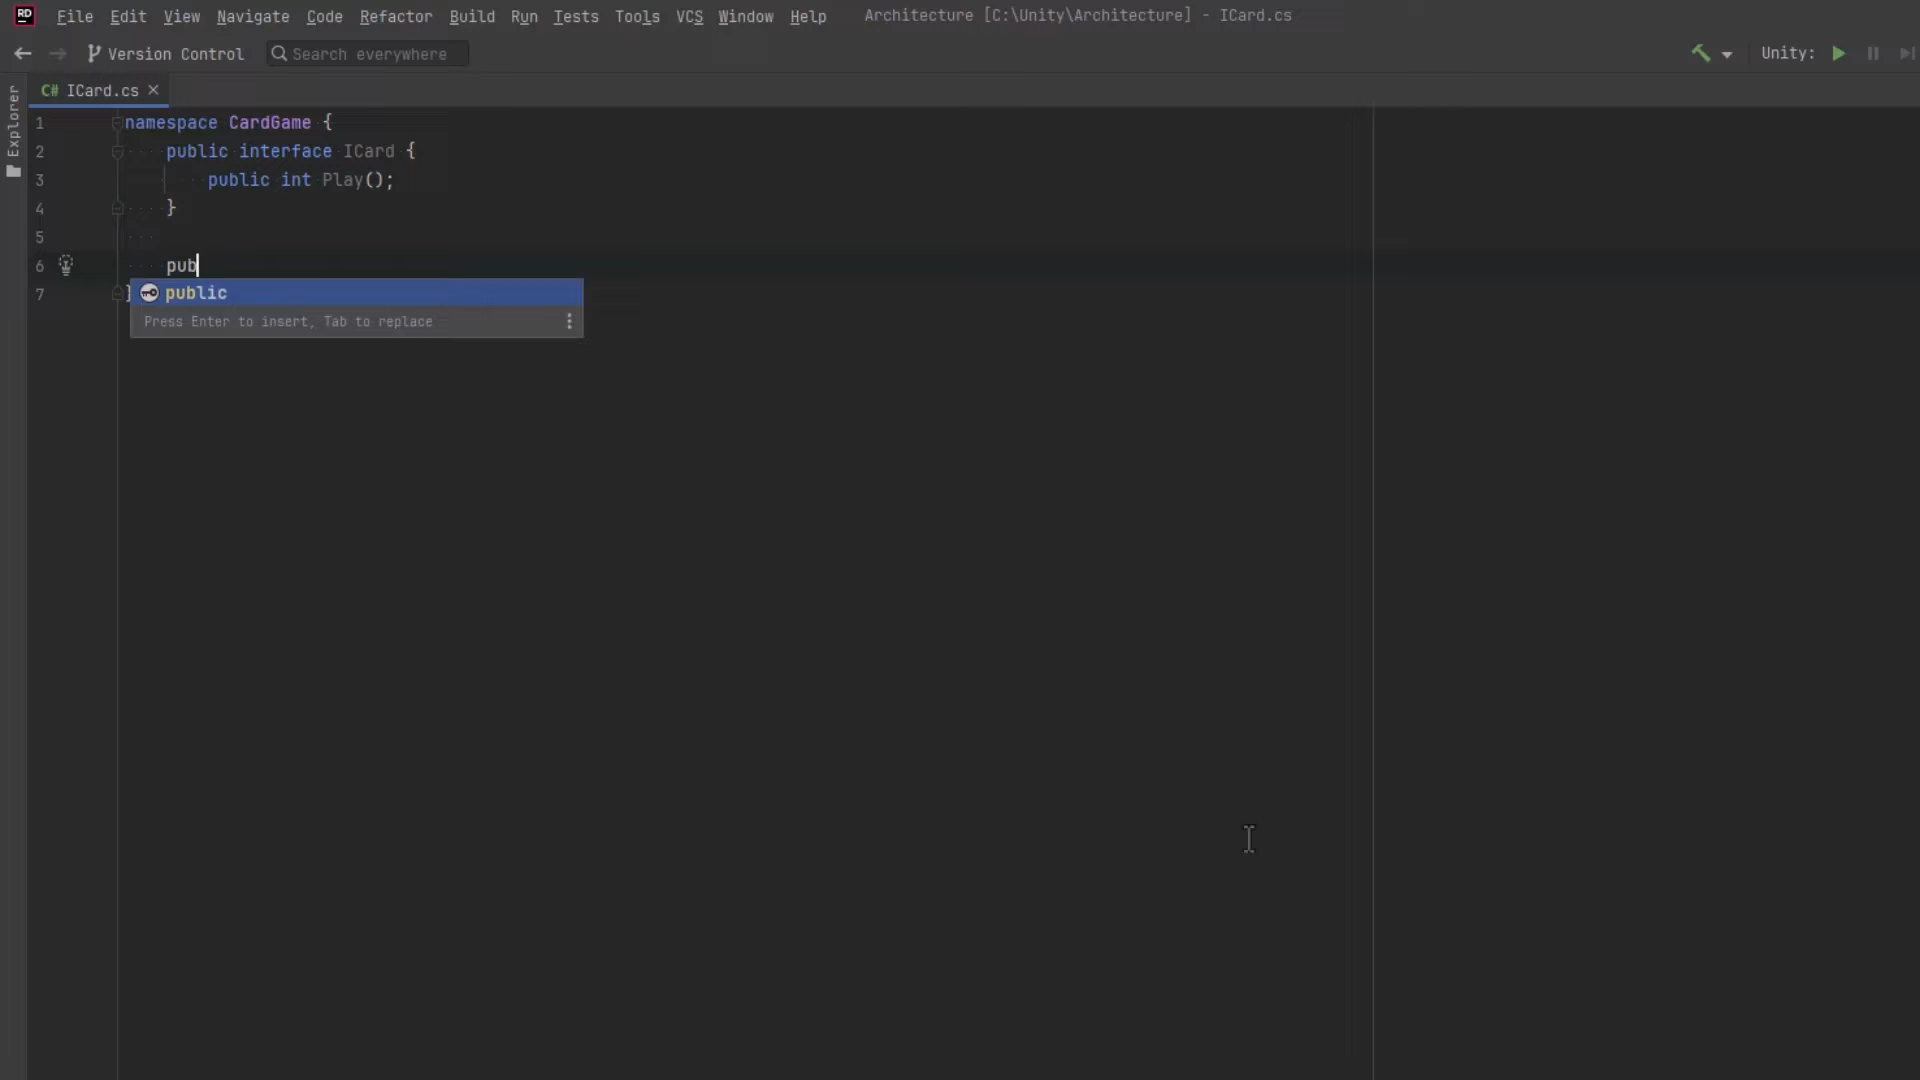 RD File Edit View Navigate Code Refactor Build Run Tests Tools VCS Window Help Architecture [C:\Unity\Architecture] - ICard.cs
Version Control Search everywhere Unity:
Explorer
C# ICard.cs
1 namespace CardGame {
2 public interface ICard {
3 public int Play();
4 }
5
6 pub
7 }
public
Press Enter to insert, Tab to replace